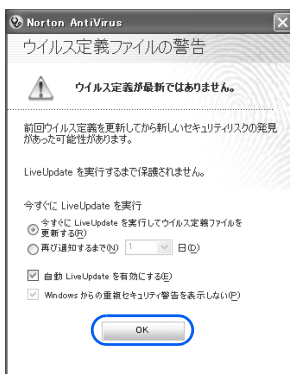 Norton AntiVirus
ウイルス定義ファイルの警告
ウイルス定義が最新ではありません。
前回ウイルス定義を更新してから新しいセキュリティリスクの発見
があった可能性があります。
LiveUpdate を実行するまで保護されません。
今すぐに LiveUpdate を実行
今すぐに LiveUpdate を実行してウイルス定義ファイルを
更新する(R)
再び通知するまで(N) 1 日(D)
自動 LiveUpdate を有効にする(E)
Windows からの重複セキュリティ警告を表示しない(P)
OK